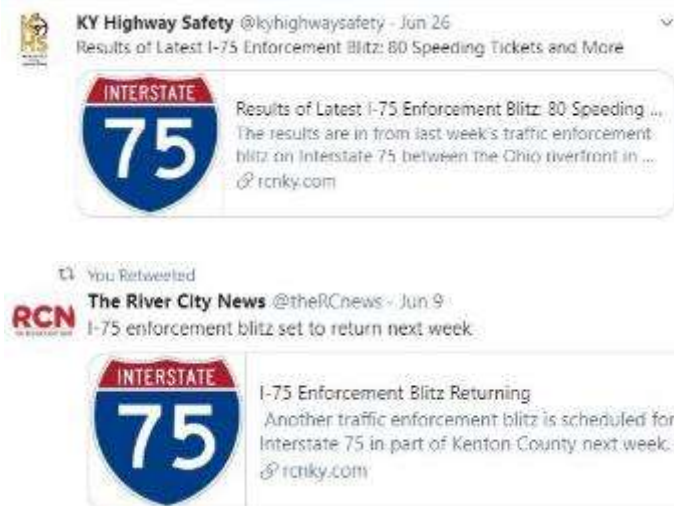 KY Highway Safety @kyhighwaysafety - Jun 26
Results of Latest I-75 Enforcement Blitz: 80 Speeding Tickets and More
INTERSTATE
75
Results of Latest I-75 Enforcement Blitz: 80 Speeding ...
The results are in from last week's traffic enforcement
blitz on Interstate 75 between the Ohio riverfront in ...
rcnky.com
You Retweeted
The River City News @theRCnews - Jun 9
RCN
I-75 enforcement blitz set to return next week
INTERSTATE
75
I-75 Enforcement Blitz Returning
Another traffic enforcement blitz is scheduled for
Interstate 75 in part of Kenton County next week.
rcnky.com